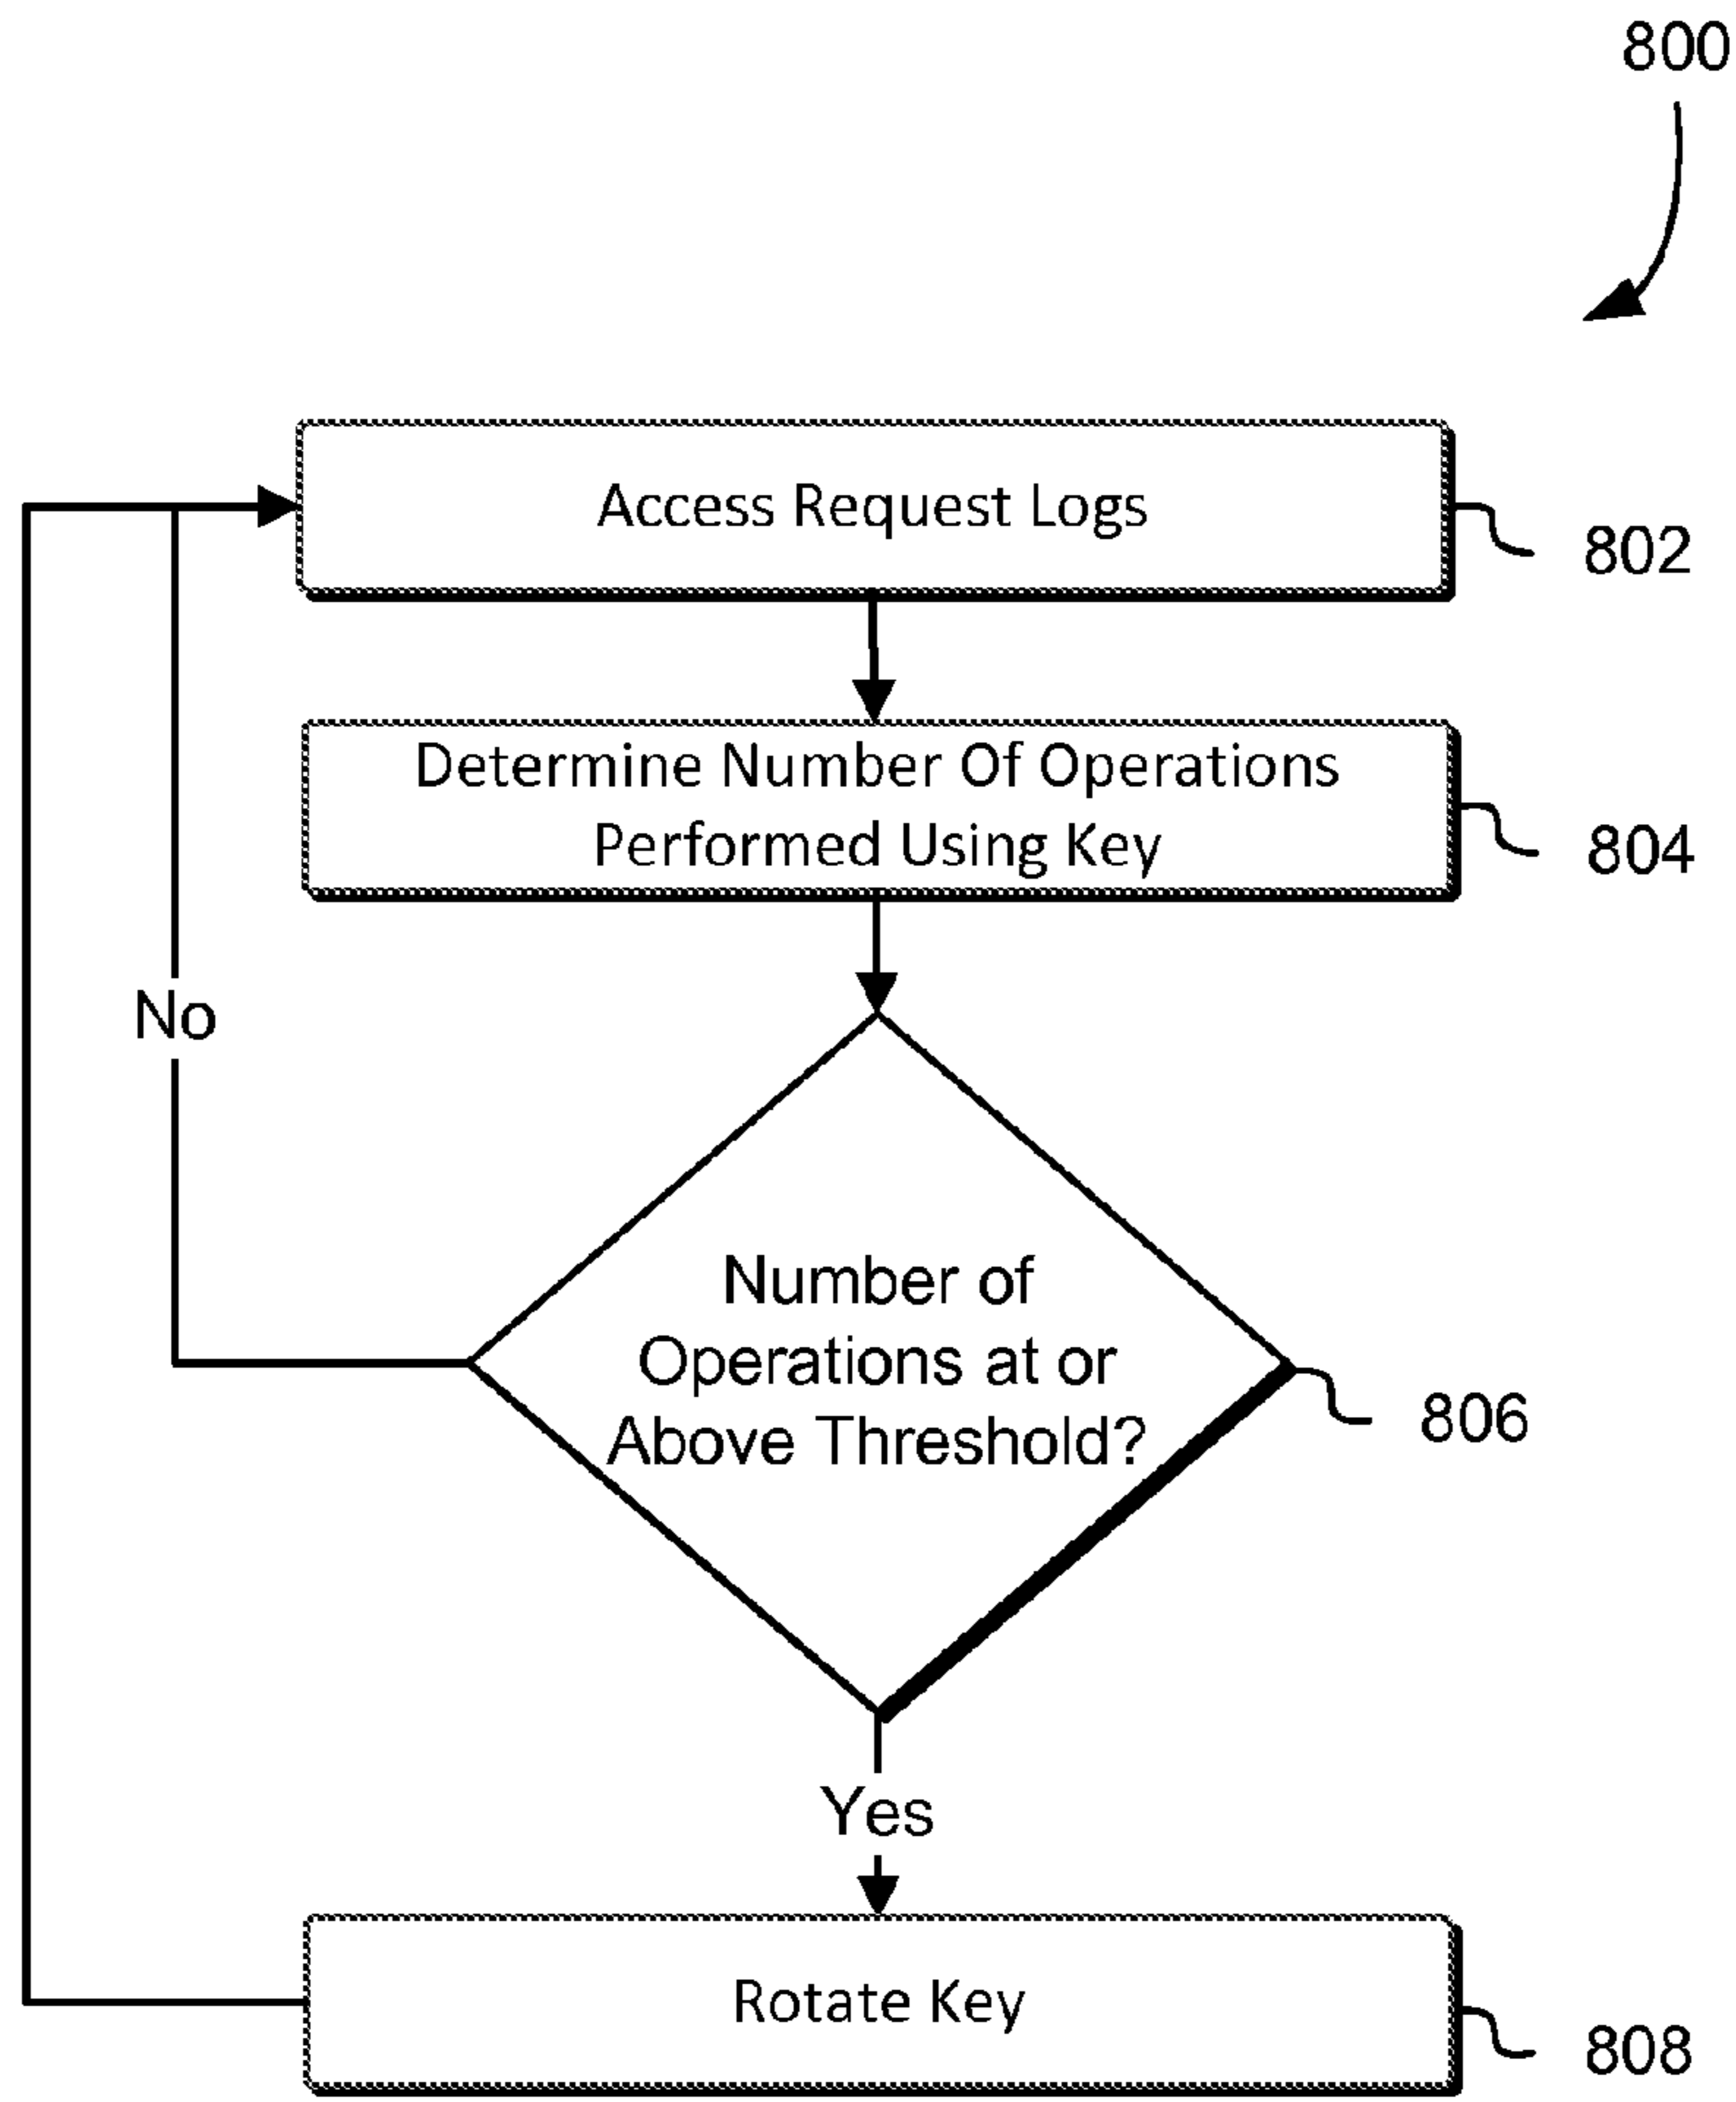 800
Access Request Logs
802
Determine Number Of Operations
Performed Using Key
804
No
Number of
Operations at or
Above Threshold?
806
Yes
Rotate Key
808